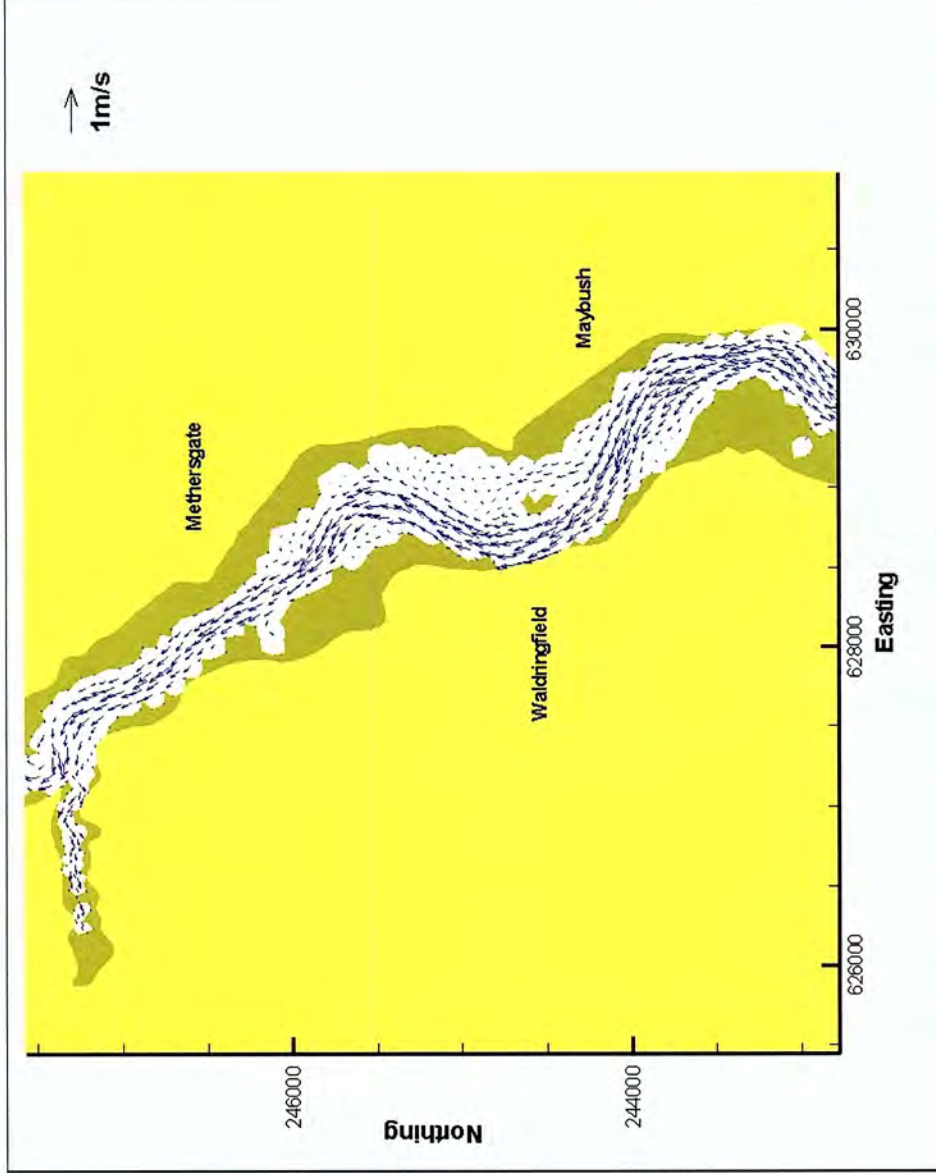 1m/s
Methersgate
Maybush
Waldringfield
246000
244000
Northing
626000
628000
630000
Easting